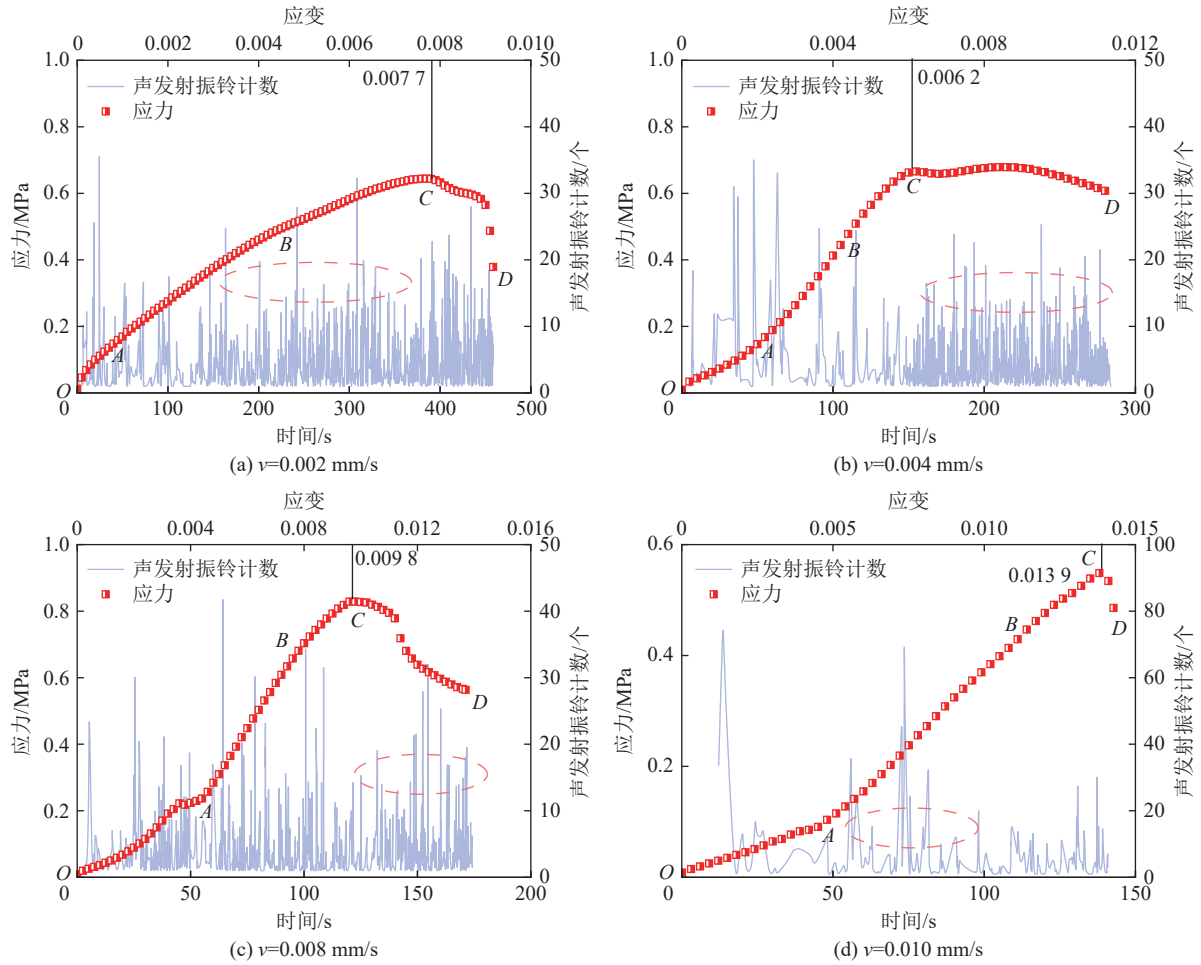 应变
0 0.002 0.004 0.006 0.008 0.010
1.0 50
声发射振铃计数
应力
0.007 7
0.8 40
0.6 30
0.4 20
0.2 10
O 0
A
B
C
D
应力/MPa
声发射振铃计数/个
0 100 200 300 400 500
时间/s
(a) v=0.002 mm/s
应变
0 0.004 0.008 0.012
1.0 50
声发射振铃计数
应力
0.006 2
0.8 40
0.6 30
0.4 20
0.2 10
O 0
A
B
C
D
应力/MPa
声发射振铃计数/个
0 100 200 300
时间/s
(b) v=0.004 mm/s
应变
0 0.004 0.008 0.012 0.016
1.0 50
声发射振铃计数
应力
0.009 8
0.8 40
0.6 30
0.4 20
0.2 10
O 0
A
B
C
D
应力/MPa
声发射振铃计数/个
0 50 100 150 200
时间/s
(c) v=0.008 mm/s
应变
0 0.005 0.010 0.015
0.6 100
声发射振铃计数
应力
0.013 9
80
0.4 60
40
0.2 20
O 0
A
B
C
D
应力/MPa
声发射振铃计数/个
0 50 100 150
时间/s
(d) v=0.010 mm/s